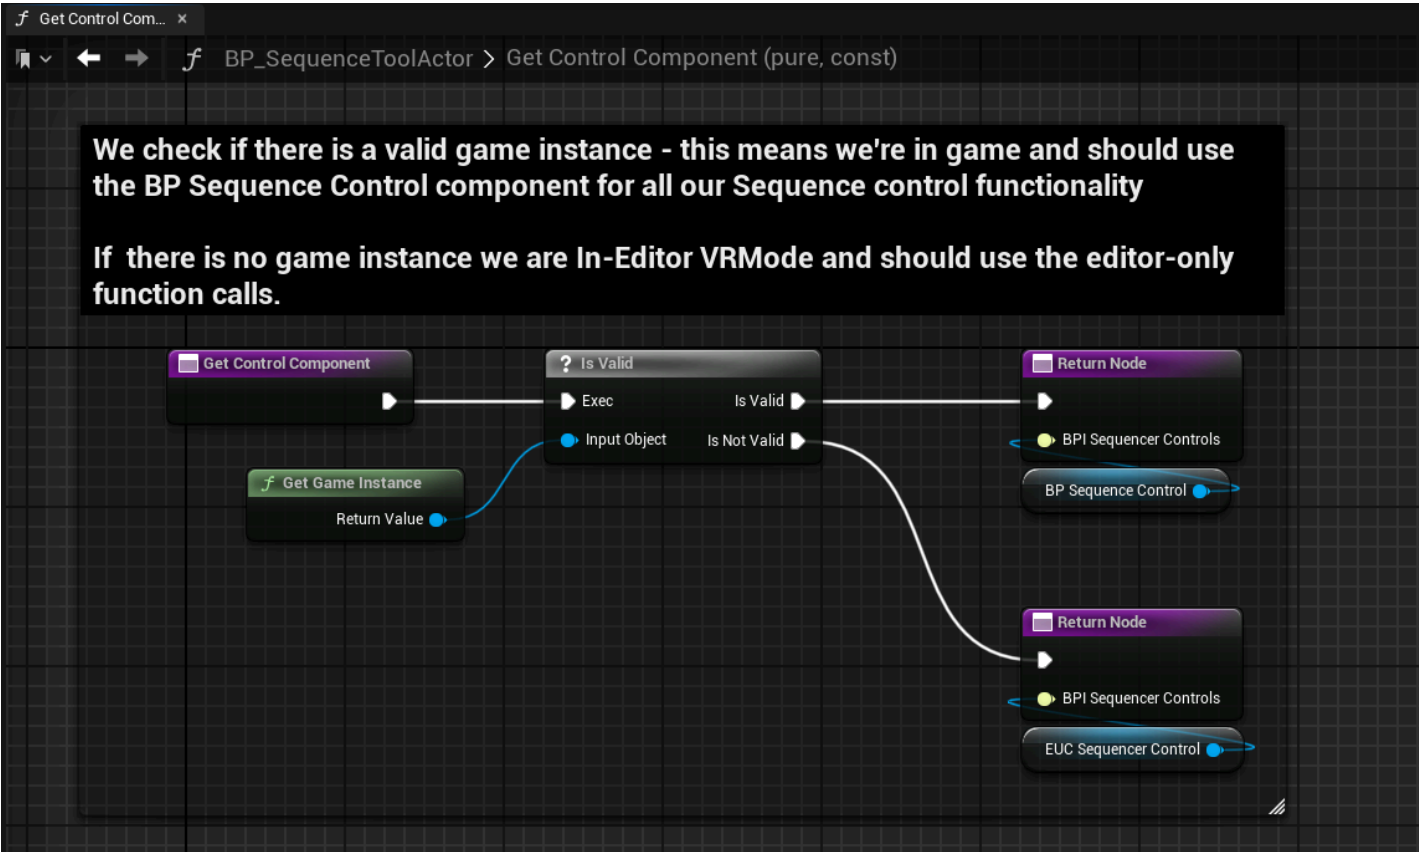 Get Control Com...
BP_SequenceToolActor > Get Control Component (pure, const)
We check if there is a valid game instance - this means we're in game and should use
the BP Sequence Control component for all our Sequence control functionality
If  there is no game instance we are In-Editor VRMode and should use the editor-only
function calls.
Get Control Component
? Is Valid
Exec
Is Valid
Input Object
Is Not Valid
Get Game Instance
Return Value
Return Node
BPI Sequencer Controls
BP Sequence Control
Return Node
BPI Sequencer Controls
EUC Sequencer Control